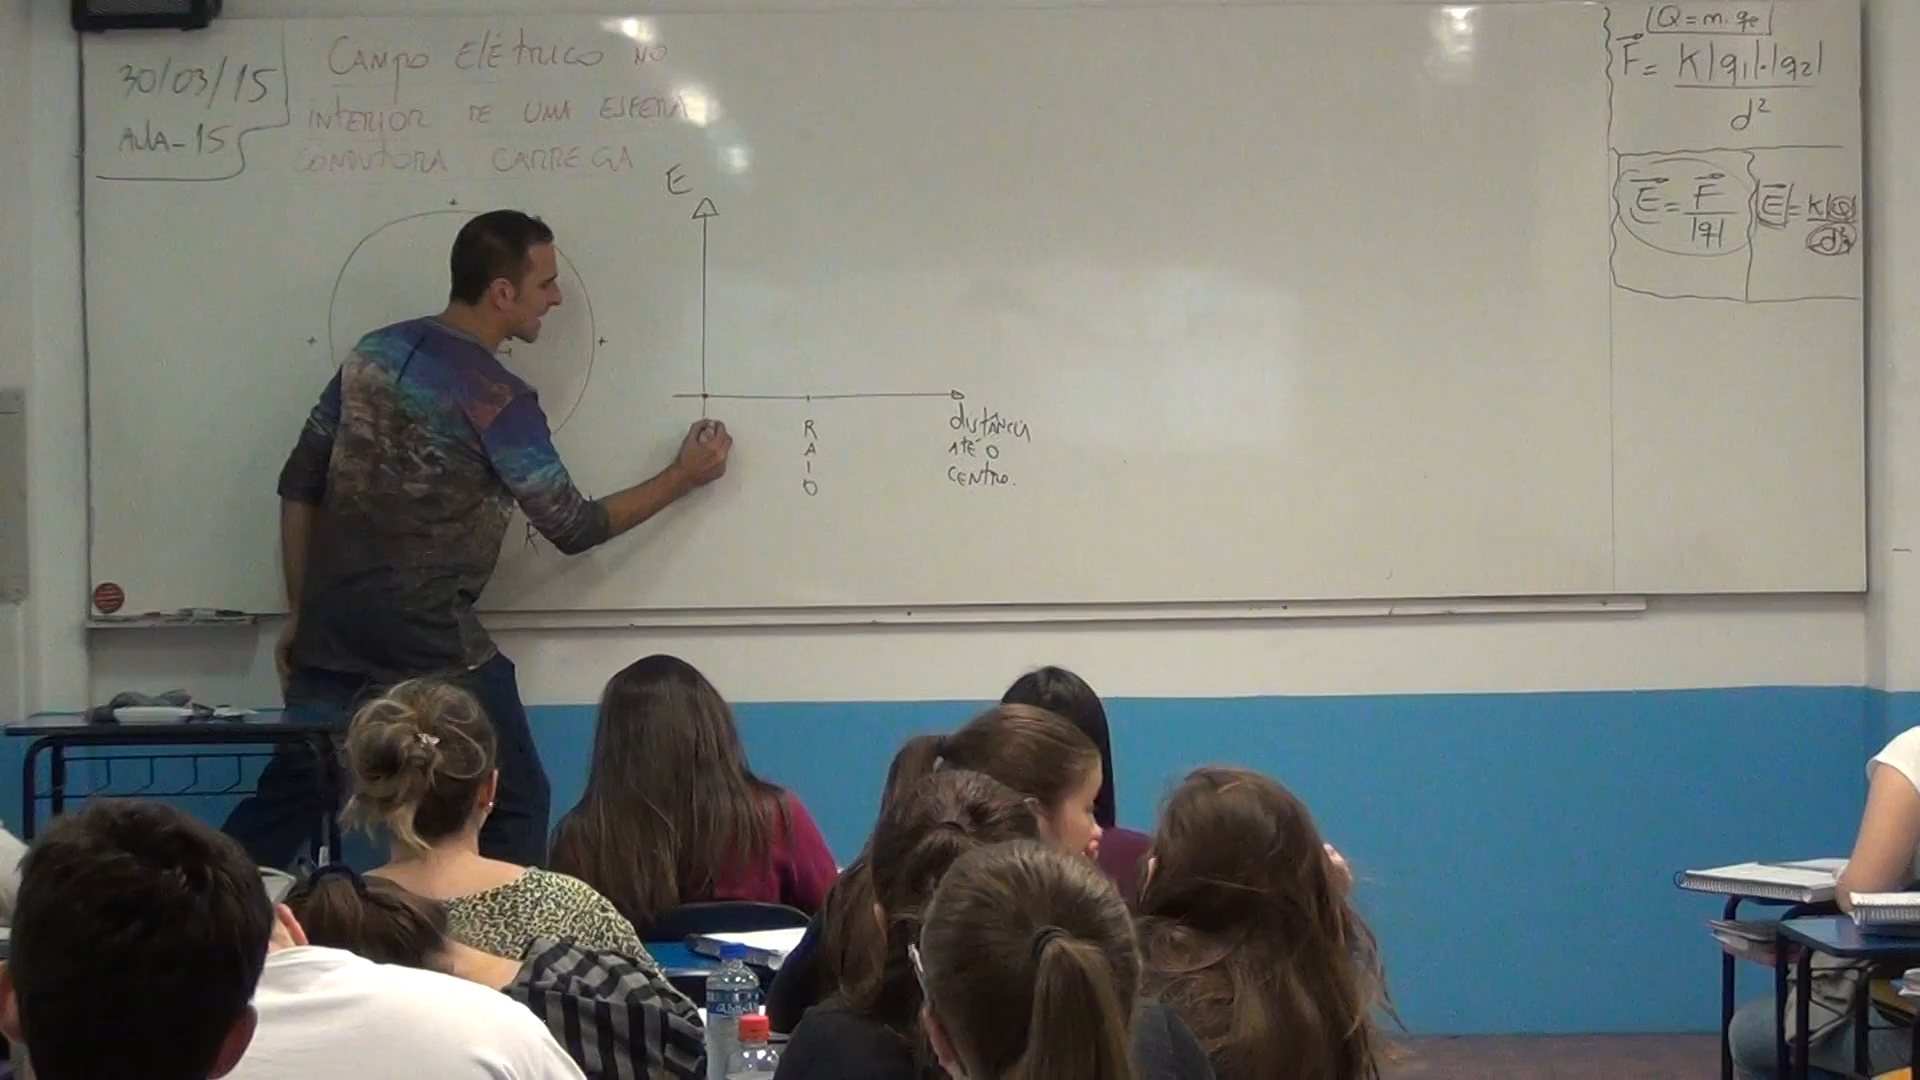 30/03/15
AULA-15
CAMPO ELÉTRICO NO
INTERIOR DE UMA ESFERA
CONDUTORA CARREGA
E
RAIO
distância
ATÉ O
CENTRO.
R
Q = m. qe
F = K|q1|.|q2|
d²
E = F
|q|
|E| = K|Q|
d²